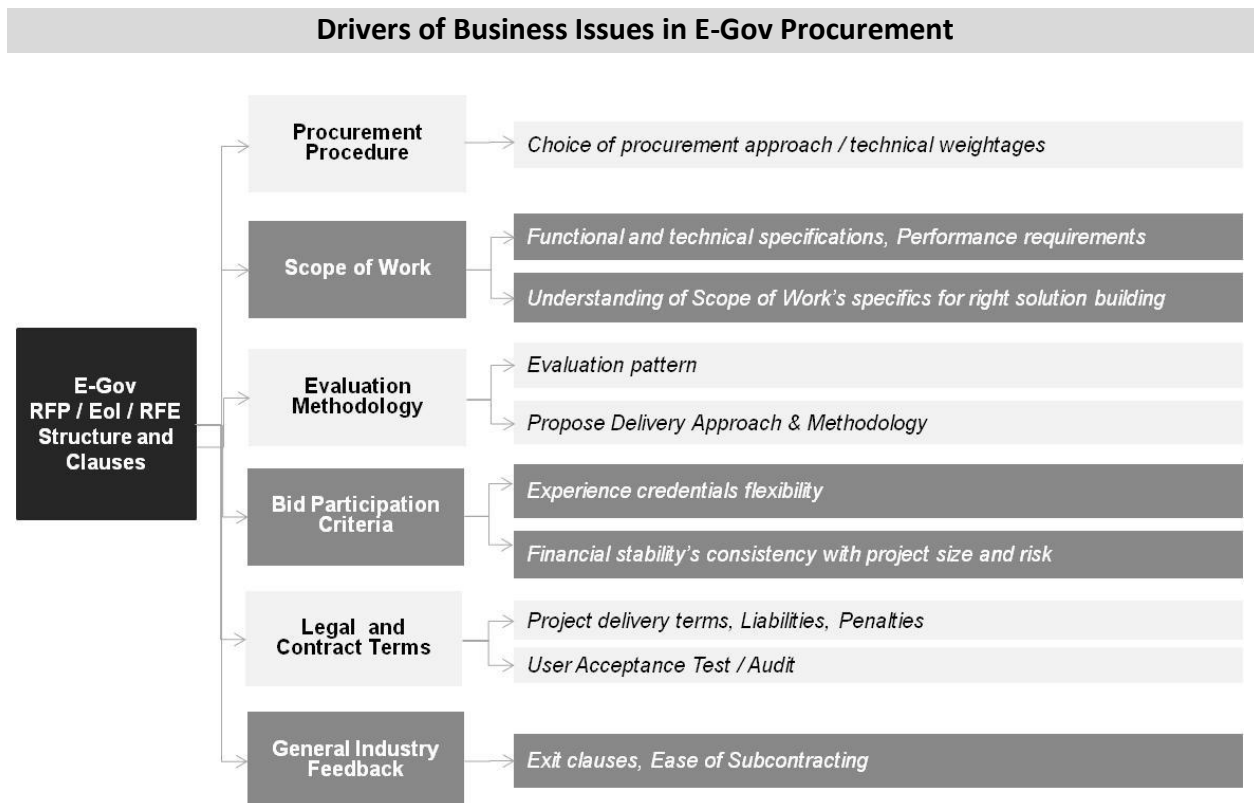 Drivers of Business Issues in E-Gov Procurement
Procurement
Procedure
Choice of procurement approach / technical weightages
Scope of Work
Functional and technical specifications, Performance requirements
Understanding of Scope of Work's specifics for right solution building
E-Gov
RFP / EoI / RFE
Structure and
Clauses
Evaluation
Methodology
Evaluation pattern
Propose Delivery Approach & Methodology
Bid Participation
Criteria
Experience credentials flexibility
Financial stability's consistency with project size and risk
Legal and
Contract Terms
Project delivery terms, Liabilities, Penalties
User Acceptance Test / Audit
General Industry
Feedback
Exit clauses, Ease of Subcontracting